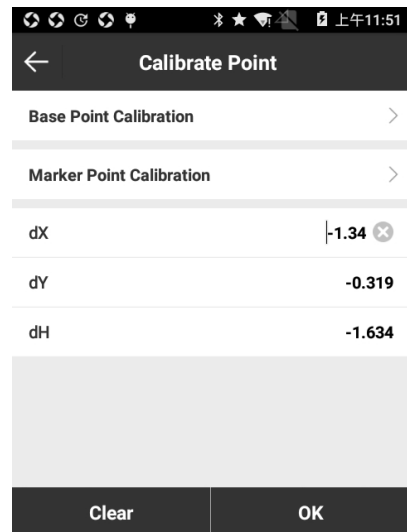 上午11:51
Calibrate Point
Base Point Calibration
Marker Point Calibration
dX -1.34
dY -0.319
dH -1.634
Clear OK